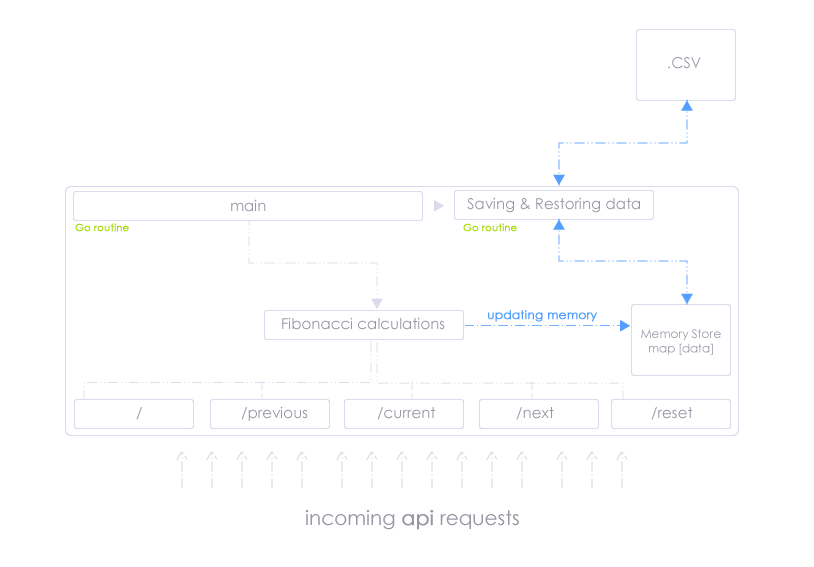 .CSV
main
Saving & Restoring data
Go routine
Go routine
Fibonacci calculations
updating memory
Memory Store
map [data]
/
/previous
/current
/next
/reset
incoming api requests